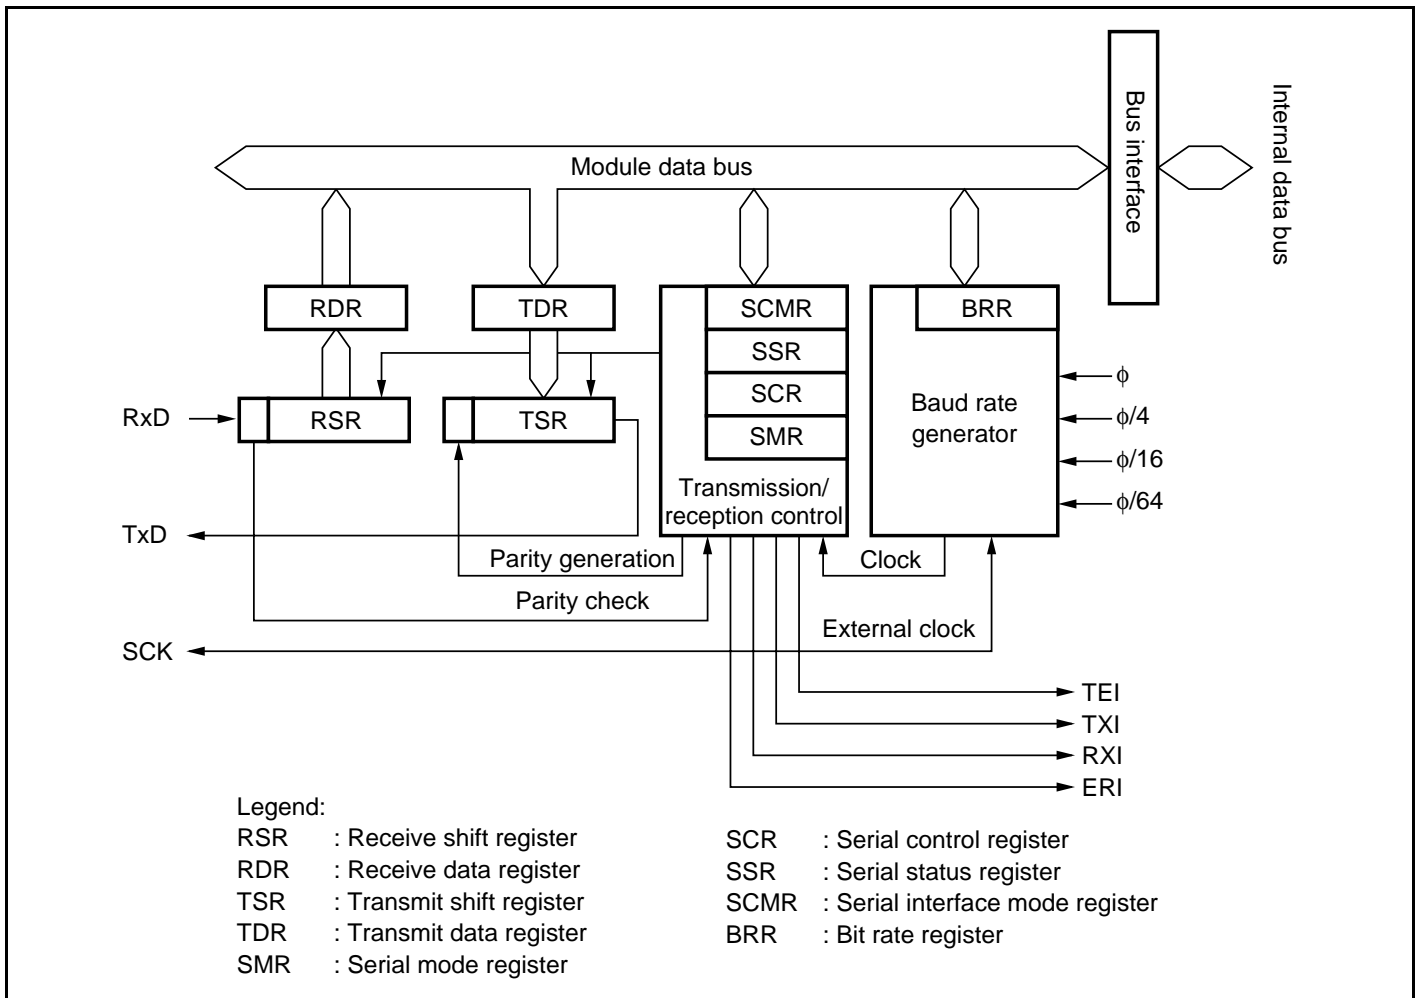 Module data bus
Bus interface
Internal data bus
RDR
TDR
SCMR
BRR
SSR
SCR
SMR
RxD
RSR
TSR
Baud rate
generator
ϕ
ϕ/4
ϕ/16
ϕ/64
Transmission/
reception control
TxD
Parity generation
Clock
Parity check
External clock
SCK
TEI
TXI
RXI
ERI
Legend:
RSR : Receive shift register
RDR : Receive data register
TSR : Transmit shift register
TDR : Transmit data register
SMR : Serial mode register
SCR : Serial control register
SSR : Serial status register
SCMR : Serial interface mode register
BRR : Bit rate register